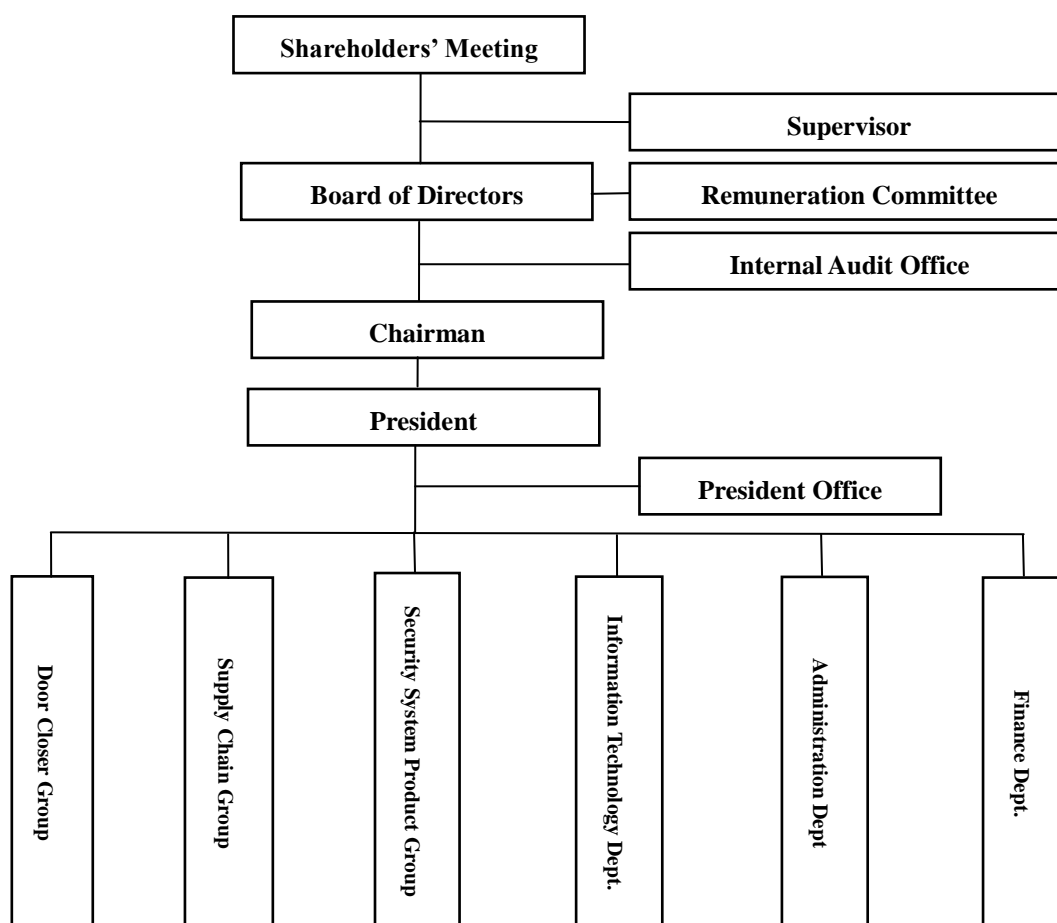 Shareholders’ Meeting
Supervisor
Board of Directors
Remuneration Committee
Internal Audit Office
Chairman
President
President Office
Door Closer Group
Supply Chain Group
Security System Product Group
Information Technology Dept.
Administration Dept
Finance Dept.